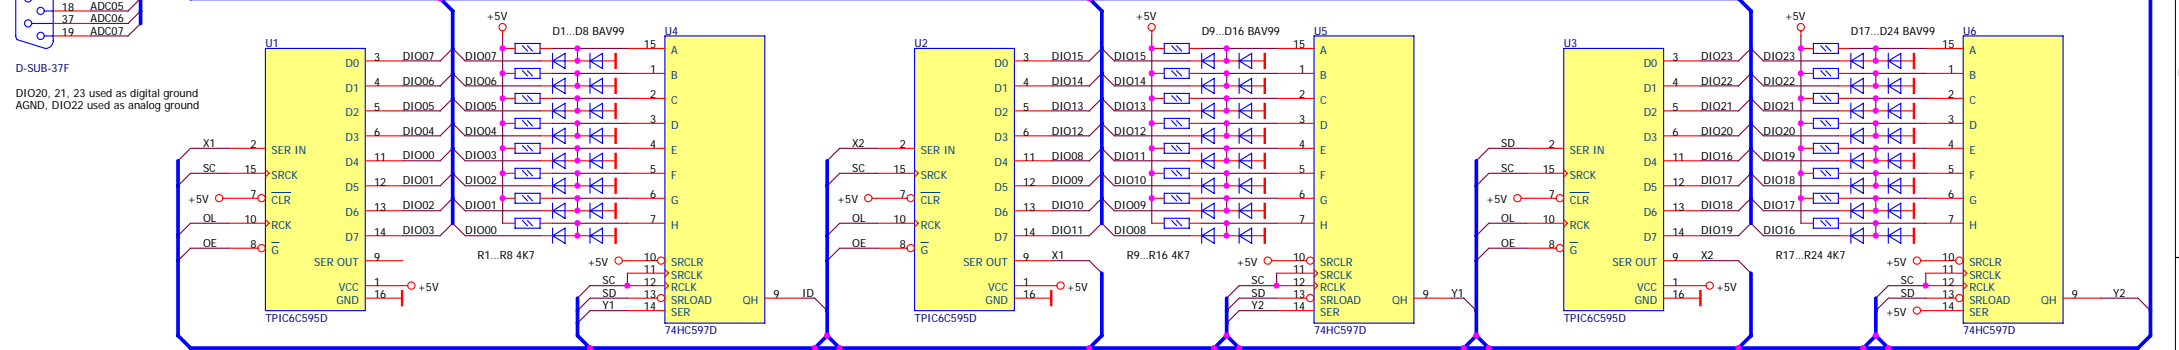 18 ADC05
37 ADC06
19 ADC07
D-SUB-37F
DIO20, 21, 23 used as digital ground
AGND, DIO22 used as analog ground
U1
X1 2 SER IN
SC 15 SRCK
+5V 7 CLR
OL 10 RCK
OE 8 G
D0 3 DIO07
D1 4 DIO06
D2 5 DIO05
D3 6 DIO04
D4 11 DIO00
D5 12 DIO01
D6 13 DIO02
D7 14 DIO03
SER OUT 9
VCC 1 +5V
GND 16
TPIC6C595D
+5V
D1...D8 BAV99
DIO07
DIO06
DIO05
DIO04
DIO03
DIO02
DIO01
DIO00
R1...R8 4K7
U4
15 A
1 B
2 C
3 D
4 E
5 F
6 G
7 H
+5V 10 SRCLR
11 SRCLK
SC 12 RCLK
SD 13 SRLOAD
Y1 14 SER
QH 9 ID
74HC597D
U2
X2 2 SER IN
SC 15 SRCK
+5V 7 CLR
OL 10 RCK
OE 8 G
D0 3 DIO15
D1 4 DIO14
D2 5 DIO13
D3 6 DIO12
D4 11 DIO08
D5 12 DIO09
D6 13 DIO10
D7 14 DIO11
SER OUT 9 X1
VCC 1 +5V
GND 16
TPIC6C595D
+5V
D9...D16 BAV99
DIO15
DIO14
DIO13
DIO12
DIO11
DIO10
DIO09
DIO08
R9...R16 4K7
U5
15 A
1 B
2 C
3 D
4 E
5 F
6 G
7 H
+5V 10 SRCLR
11 SRCLK
SC 12 RCLK
SD 13 SRLOAD
Y2 14 SER
QH 9 Y1
74HC597D
U3
SD 2 SER IN
SC 15 SRCK
+5V 7 CLR
OL 10 RCK
OE 8 G
D0 3 DIO23
D1 4 DIO22
D2 5 DIO21
D3 6 DIO20
D4 11 DIO16
D5 12 DIO17
D6 13 DIO18
D7 14 DIO19
SER OUT 9 X2
VCC 1 +5V
GND 16
TPIC6C595D
+5V
D17...D24 BAV99
DIO23
DIO22
DIO21
DIO20
DIO19
DIO18
DIO17
DIO16
R17...R24 4K7
U6
15 A
1 B
2 C
3 D
4 E
5 F
6 G
7 H
+5V 10 SRCLR
11 SRCLK
SC 12 RCLK
SD 13 SRLOAD
+5V 14 SER
QH 9 Y2
74HC597D